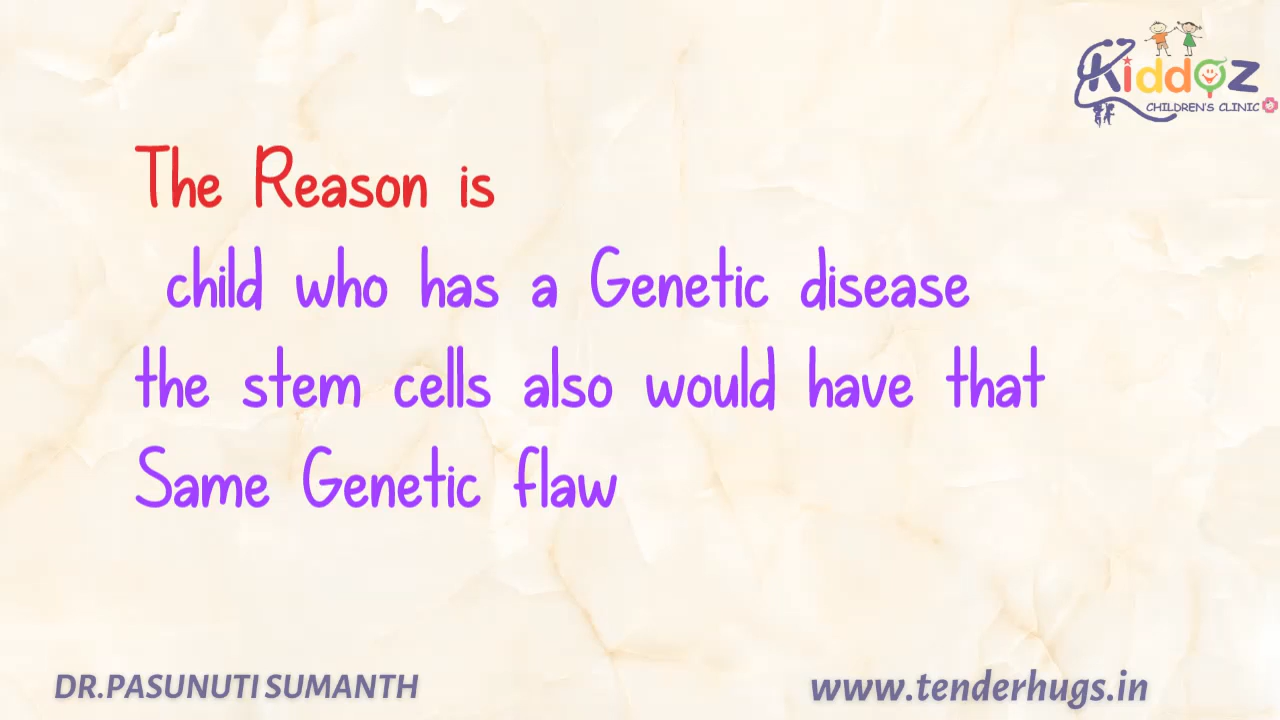 Kiddoz
CHILDREN'S CLINIC
The Reason is
child who has a Genetic disease
the stem cells also would have that
Same Genetic flaw
DR.PASUNUTI SUMANTH
www.tenderhugs.in